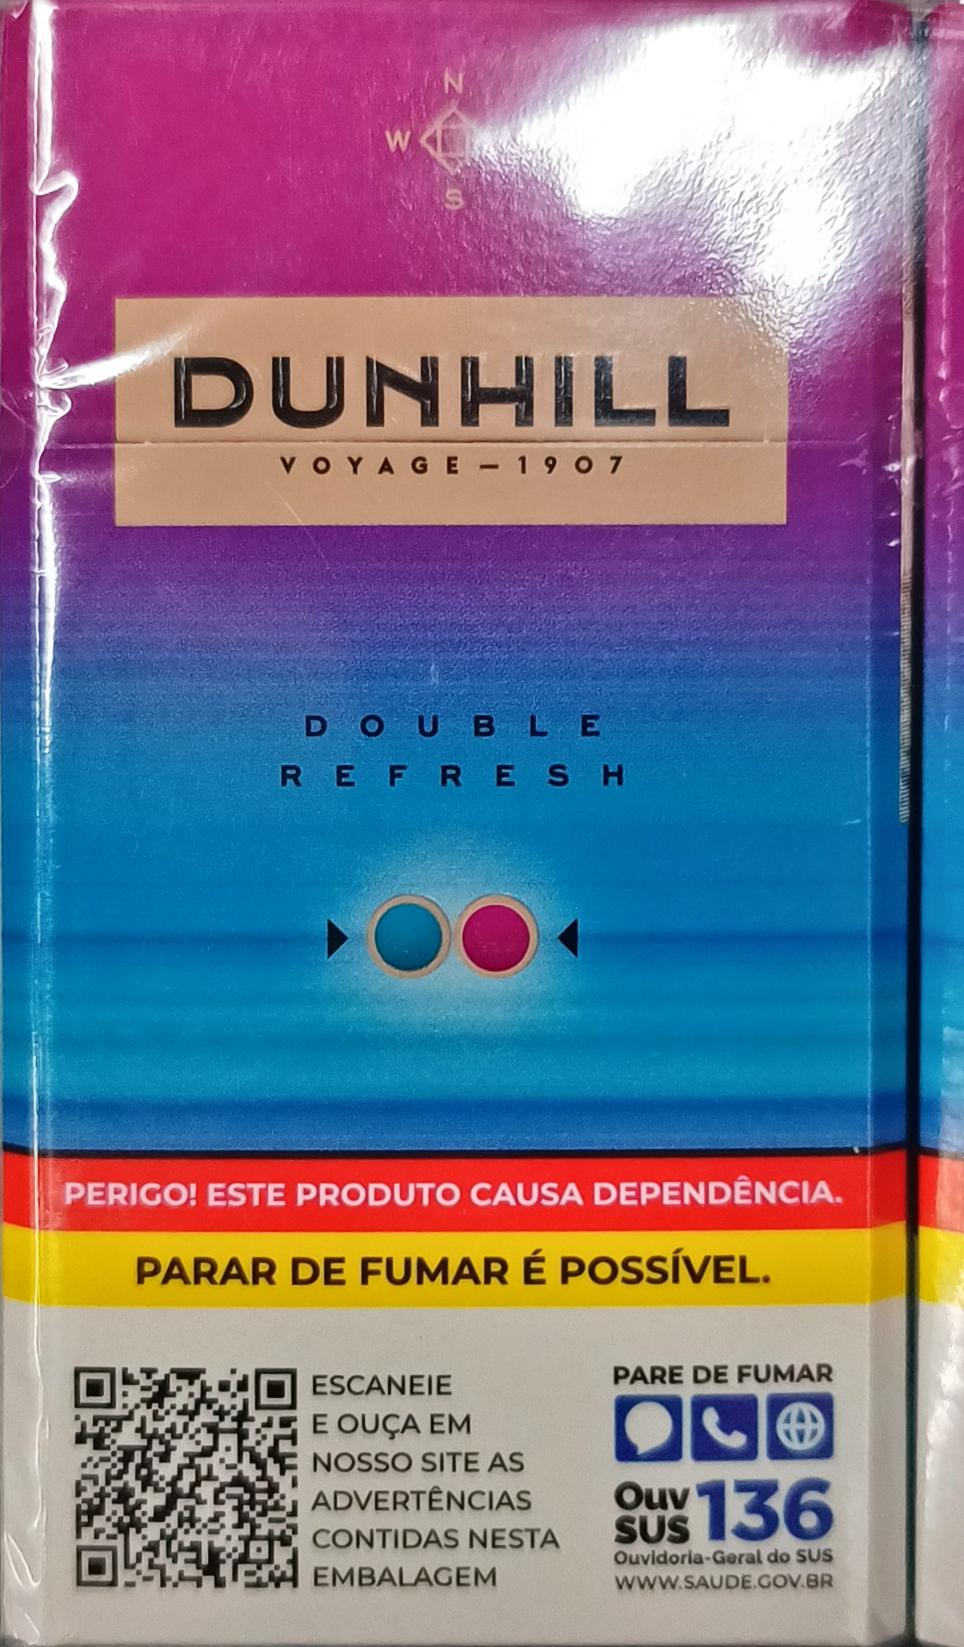 N
W
S
DUNHILL
VOYAGE — 1907
DOUBLE
REFRESH
PERIGO! ESTE PRODUTO CAUSA DEPENDÊNCIA.
PARAR DE FUMAR É POSSÍVEL.
ESCANEIE
E OUÇA EM
NOSSO SITE AS
ADVERTÊNCIAS
CONTIDAS NESTA
EMBALAGEM
PARE DE FUMAR
Ouv
SUS 136
Ouvidoria-Geral do SUS
WWW.SAUDE.GOV.BR